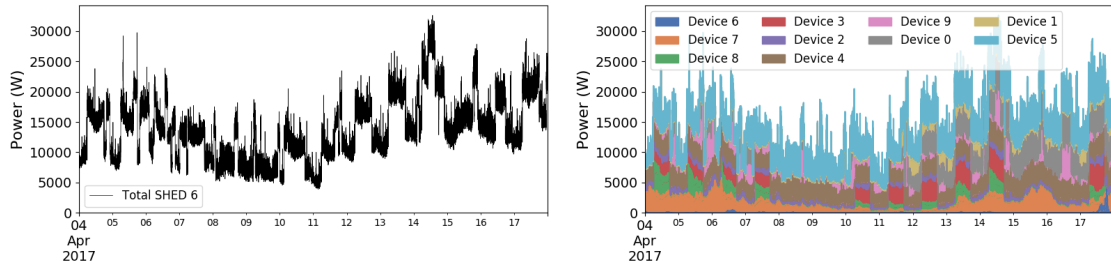 Power (W)
30000
25000
20000
15000
10000
5000
0
Total SHED 6
04 05 06 07 08 09 10 11 12 13 14 15 16 17
Apr
2017
Power (W)
30000
25000
20000
15000
10000
5000
0
Device 6 Device 3 Device 9 Device 1
Device 7 Device 2 Device 0 Device 5
Device 8 Device 4
04 05 06 07 08 09 10 11 12 13 14 15 16 17
Apr
2017